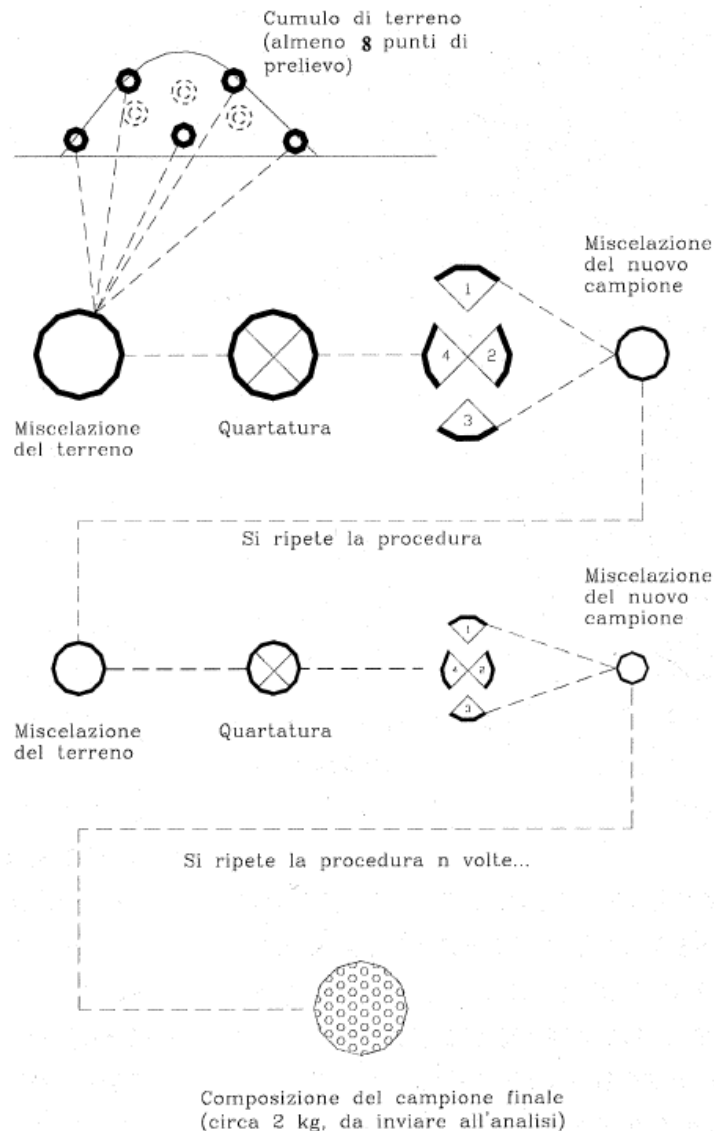 Cumulo di terreno
(almeno 8 punti di
prelievo)
Miscelazione
del nuovo
campione
1
4
2
3
Miscelazione
del terreno
Quartatura
Si ripete la procedura
Miscelazione
del nuovo
campione
1
4
2
3
Miscelazione
del terreno
Quartatura
Si ripete la procedura n volte...
Composizione del campione finale
(circa 2 kg, da inviare all'analisi)